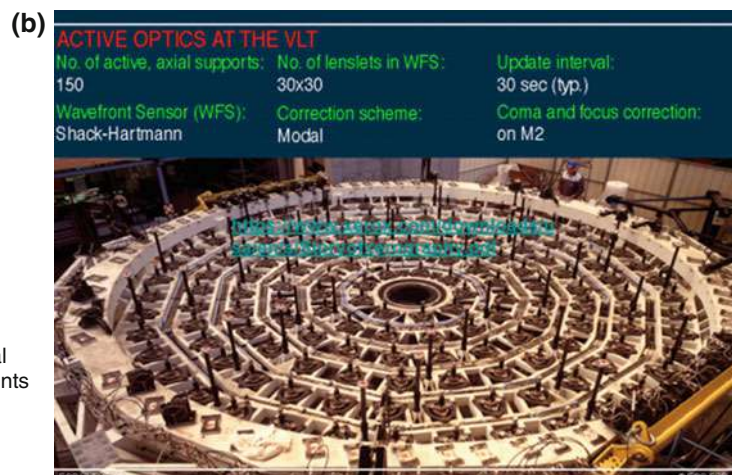 (b)
ACTIVE OPTICS AT THE VLT
No. of active, axial supports: No. of lenslets in WFS: Update interval:
150 30x30 30 sec (typ.)
Wavefront Sensor (WFS): Correction scheme: Coma and focus correction:
Shack-Hartmann Modal on M2
al
nts